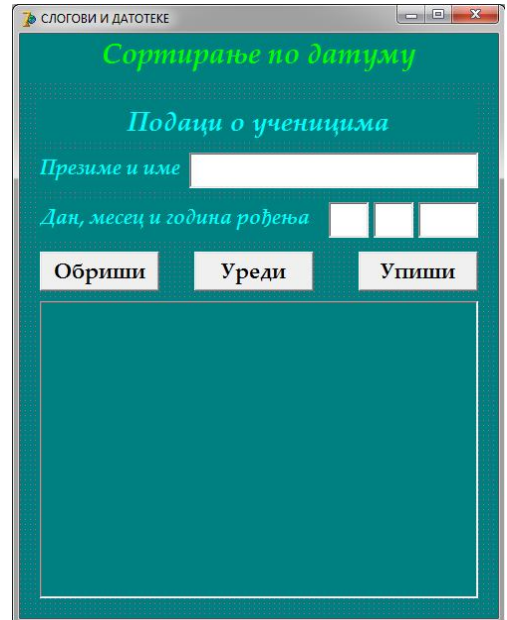 СЛОГОВИ И ДАТОТЕКЕ
Сортирање по датуму
Подаци о ученицима
Презиме и име
Дан, месец и година рођења
Обриши Уреди Упиши